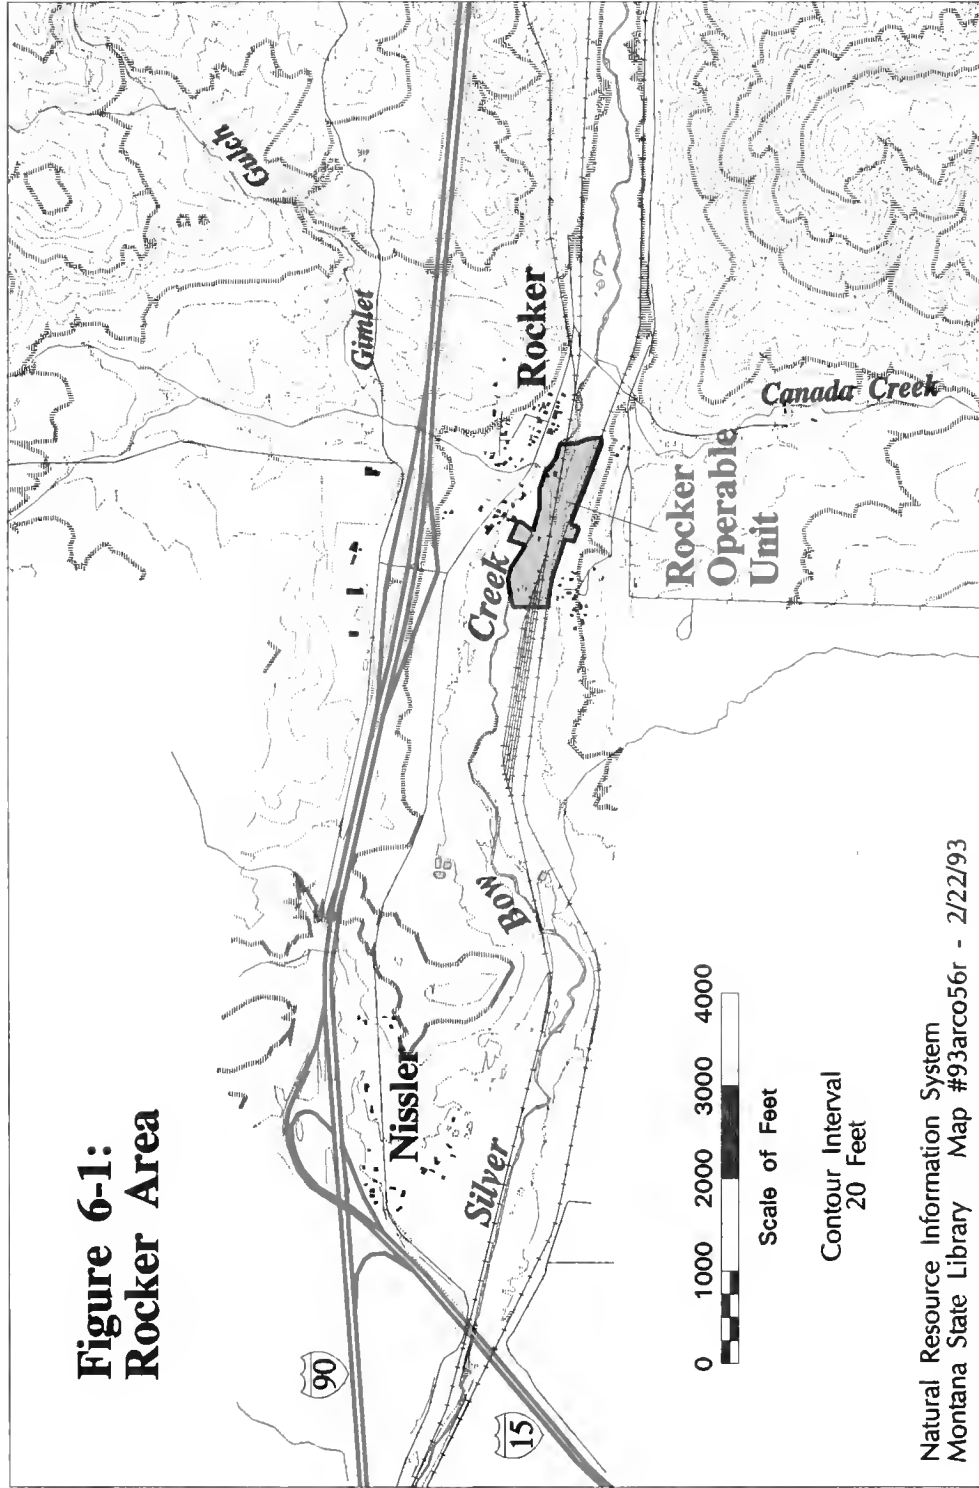 Figure 6-1:
Rocker Area
90
15
Nissler
Silver
Bow
Creek
Rocker
Gimlet
Gulch
Canada Creek
Rocker
Operable
Unit
0 1000 2000 3000 4000
Scale of Feet
Contour Interval
20 Feet
Natural Resource Information System
Montana State Library Map #93arco56r - 2/22/93